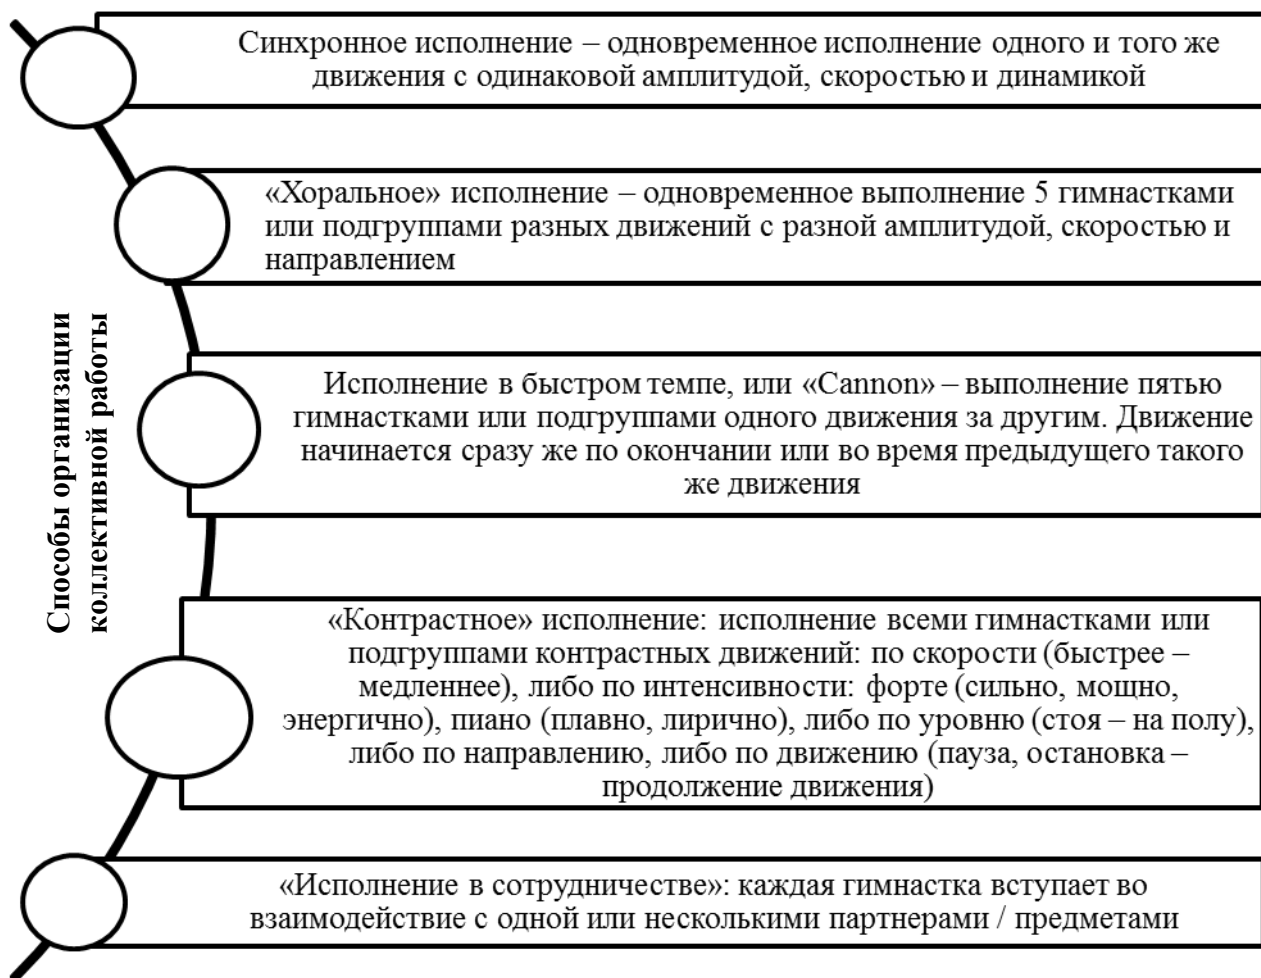 Способы организации
коллективной работы
Синхронное исполнение – одновременное исполнение одного и того же
движения с одинаковой амплитудой, скоростью и динамикой
«Хоральное» исполнение – одновременное выполнение 5 гимнастками
или подгруппами разных движений с разной амплитудой, скоростью и
направлением
Исполнение в быстром темпе, или «Cannon» – выполнение пятью
гимнастками или подгруппами одного движения за другим. Движение
начинается сразу же по окончании или во время предыдущего такого
же движения
«Контрастное» исполнение: исполнение всеми гимнастками или
подгруппами контрастных движений: по скорости (быстрее –
медленнее), либо по интенсивности: форте (сильно, мощно,
энергично), пиано (плавно, лирично), либо по уровню (стоя – на полу),
либо по направлению, либо по движению (пауза, остановка –
продолжение движения)
«Исполнение в сотрудничестве»: каждая гимнастка вступает во
взаимодействие с одной или несколькими партнерами / предметами